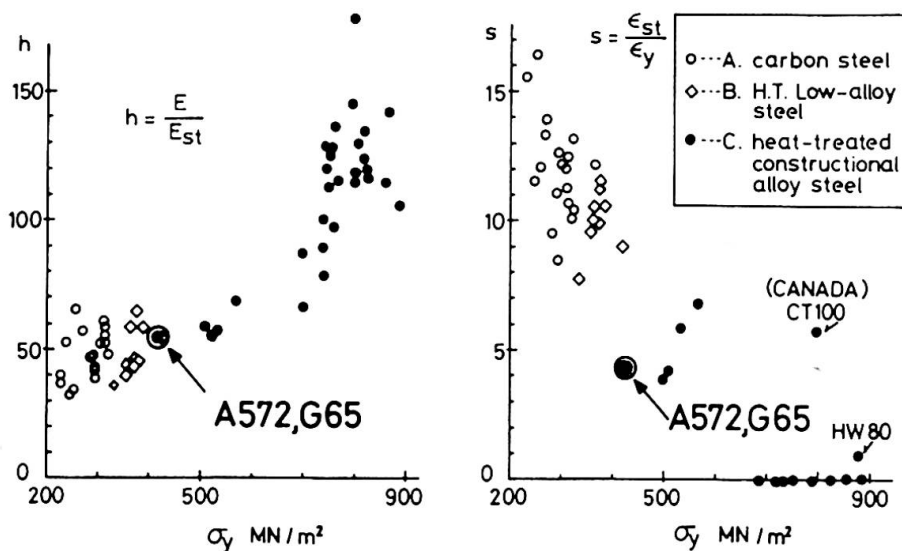 h
150
100
50
0
h = E / E_st
A572,G65
200 500 900
σ_y MN/m²
s
15
10
5
0
s = ϵ_st / ϵ_y
o···A. carbon steel
◇···B. H.T. Low-alloy
steel
●···C. heat-treated
constructional
alloy steel
(CANADA)
CT100
A572,G65
HW80
200 500 900
σ_y MN/m²